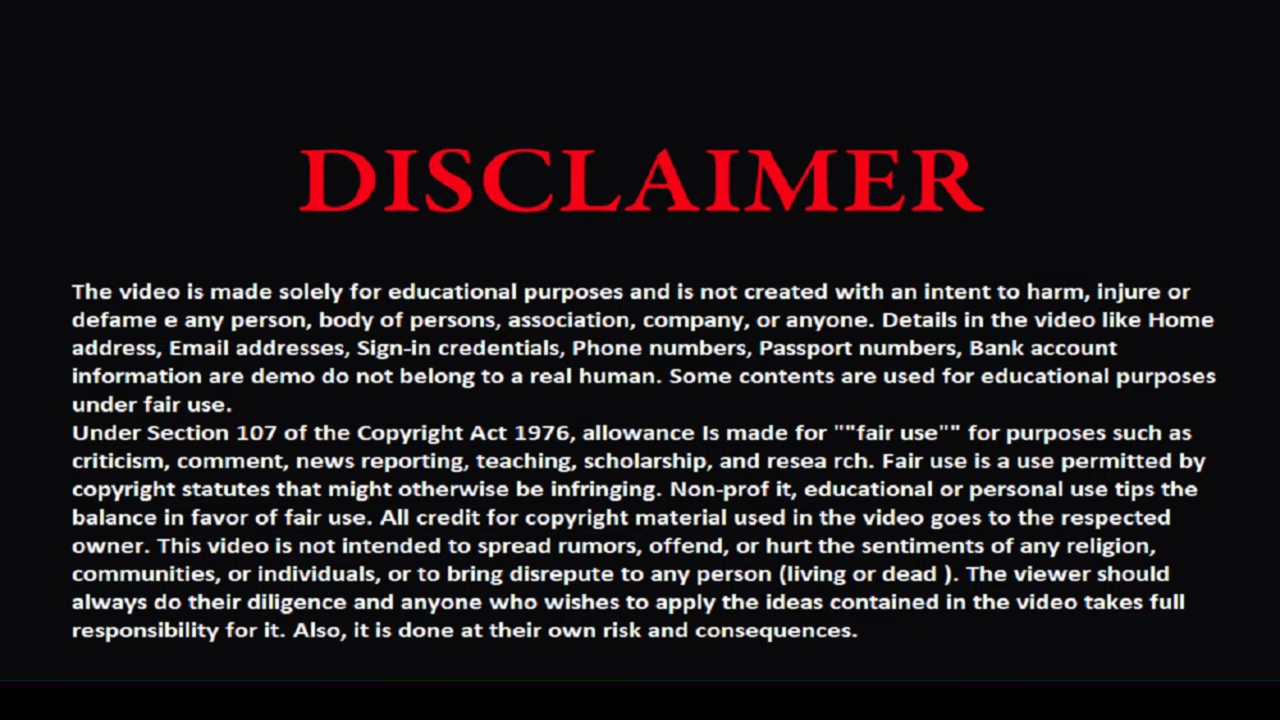 DISCLAIMER
The video is made solely for educational purposes and is not created with an intent to harm, injure or
defame e any person, body of persons, association, company, or anyone. Details in the video like Home
address, Email addresses, Sign-in credentials, Phone numbers, Passport numbers, Bank account
information are demo do not belong to a real human. Some contents are used for educational purposes
under fair use.
Under Section 107 of the Copyright Act 1976, allowance Is made for ""fair use"" for purposes such as
criticism, comment, news reporting, teaching, scholarship, and resea rch. Fair use is a use permitted by
copyright statutes that might otherwise be infringing. Non-prof it, educational or personal use tips the
balance in favor of fair use. All credit for copyright material used in the video goes to the respected
owner. This video is not intended to spread rumors, offend, or hurt the sentiments of any religion,
communities, or individuals, or to bring disrepute to any person (living or dead ). The viewer should
always do their diligence and anyone who wishes to apply the ideas contained in the video takes full
responsibility for it. Also, it is done at their own risk and consequences.